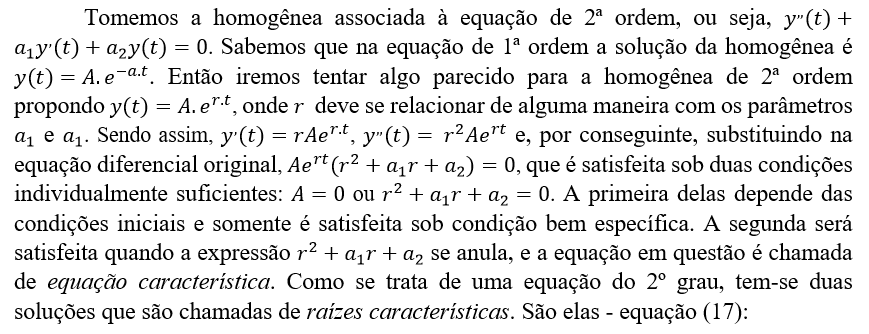 Tomemos a homogênea associada à equação de 2ª ordem, ou seja, y″(t) +
a₁y′(t) + a₂y(t) = 0. Sabemos que na equação de 1ª ordem a solução da homogênea é
y(t) = A. e⁻ᵃ·ᵗ. Então iremos tentar algo parecido para a homogênea de 2ª ordem
propondo y(t) = A. eʳ·ᵗ, onde r deve se relacionar de alguma maneira com os parâmetros
a₁ e a₁. Sendo assim, y′(t) = rAeʳ·ᵗ, y″(t) = r²Aeʳᵗ e, por conseguinte, substituindo na
equação diferencial original, Aeʳᵗ(r² + a₁r + a₂) = 0, que é satisfeita sob duas condições
individualmente suficientes: A = 0 ou r² + a₁r + a₂ = 0. A primeira delas depende das
condições iniciais e somente é satisfeita sob condição bem específica. A segunda será
satisfeita quando a expressão r² + a₁r + a₂ se anula, e a equação em questão é chamada
de equação característica. Como se trata de uma equação do 2º grau, tem-se duas
soluções que são chamadas de raízes características. São elas - equação (17):